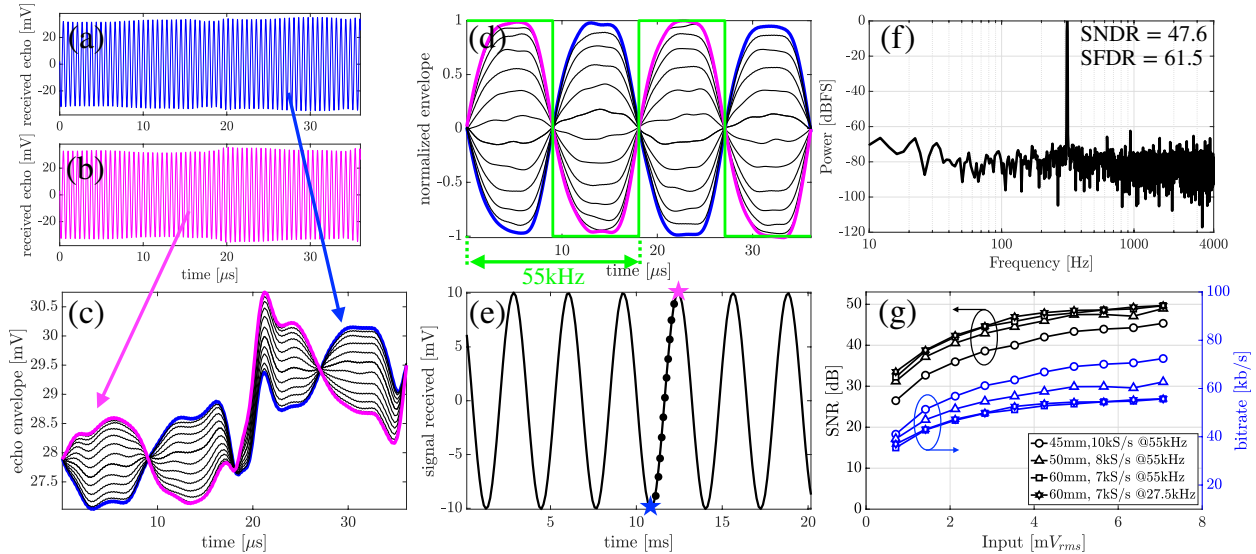 (a)
received echo [mV]
20
0
-20
0
10
20
30
(b)
received echo [mV]
20
0
-20
0
10
20
30
time [μs]
(c)
echo envelope [mV]
30.5
29.5
28.5
27.5
10
20
30
time [μs]
(d)
normalized envelope
1
0.5
0
-0.5
-1
10
20
30
time [μs]
55kHz
(e)
signal received [mV]
10
5
0
-5
-10
5
10
15
20
time [ms]
(f)
SNDR = 47.6
SFDR = 61.5
Power [dBFS]
0
-20
-40
-60
-80
-100
-120
10
100
1000
4000
Frequency [Hz]
(g)
SNR [dB]
50
40
30
20
10
0
bitrate [kb/s]
100
80
60
40
20
0
2
4
6
8
Input [mVrms]
45mm,10kS/s @55kHz
50mm, 8kS/s @55kHz
60mm, 7kS/s @55kHz
60mm, 7kS/s @27.5kHz